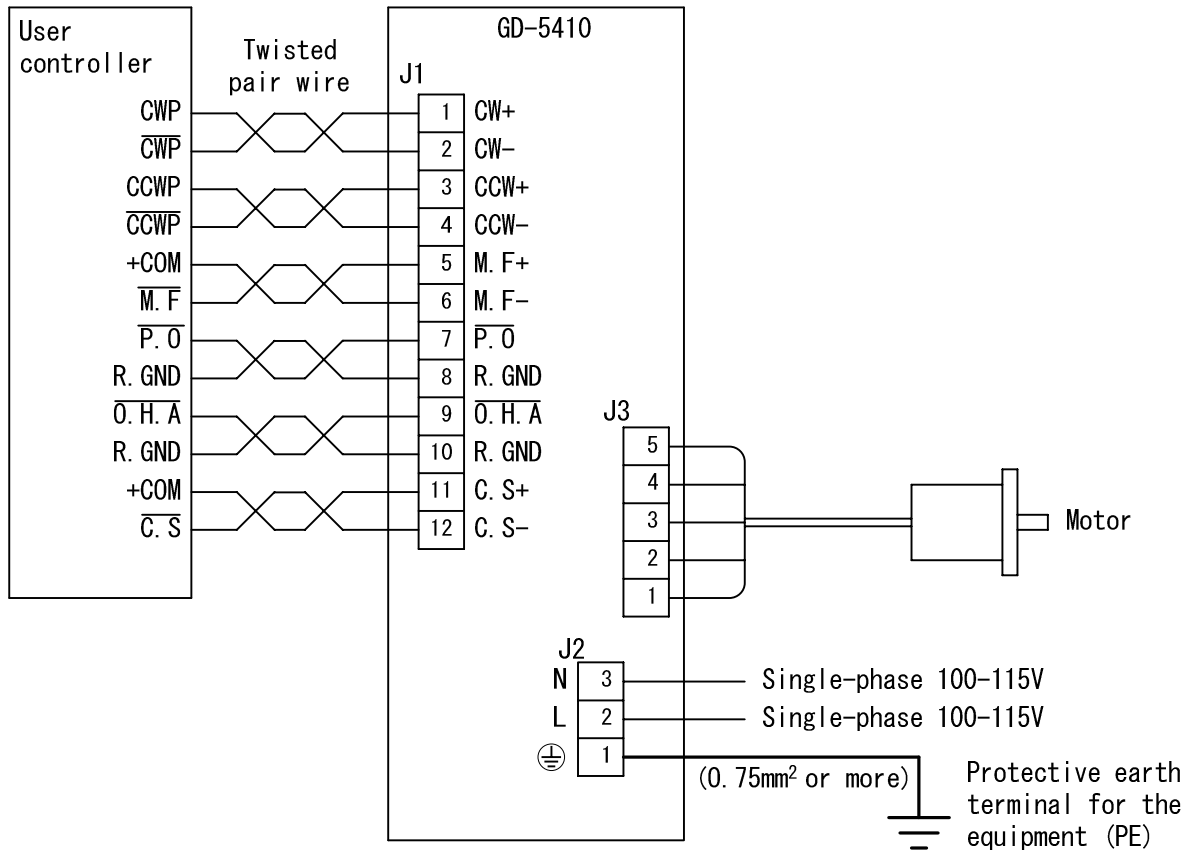 User
controller
Twisted
pair wire
GD-5410
J1
CWP 1 CW+
C̅W̅P̅ 2 CW-
CCWP 3 CCW+
C̅C̅W̅P̅ 4 CCW-
+COM 5 M.F+
M̅.̅F̅ 6 M.F-
P̅.̅O̅ 7 P̅.̅O̅
R.GND 8 R.GND
O̅.̅H̅.̅A̅ 9 O̅.̅H̅.̅A̅
R.GND 10 R.GND
+COM 11 C.S+
C̅.̅S̅ 12 C.S-
J3
5
4
3
2
1
Motor
J2
N 3 Single-phase 100-115V
L 2 Single-phase 100-115V
1
(0.75mm² or more)
Protective earth
terminal for the
equipment (PE)